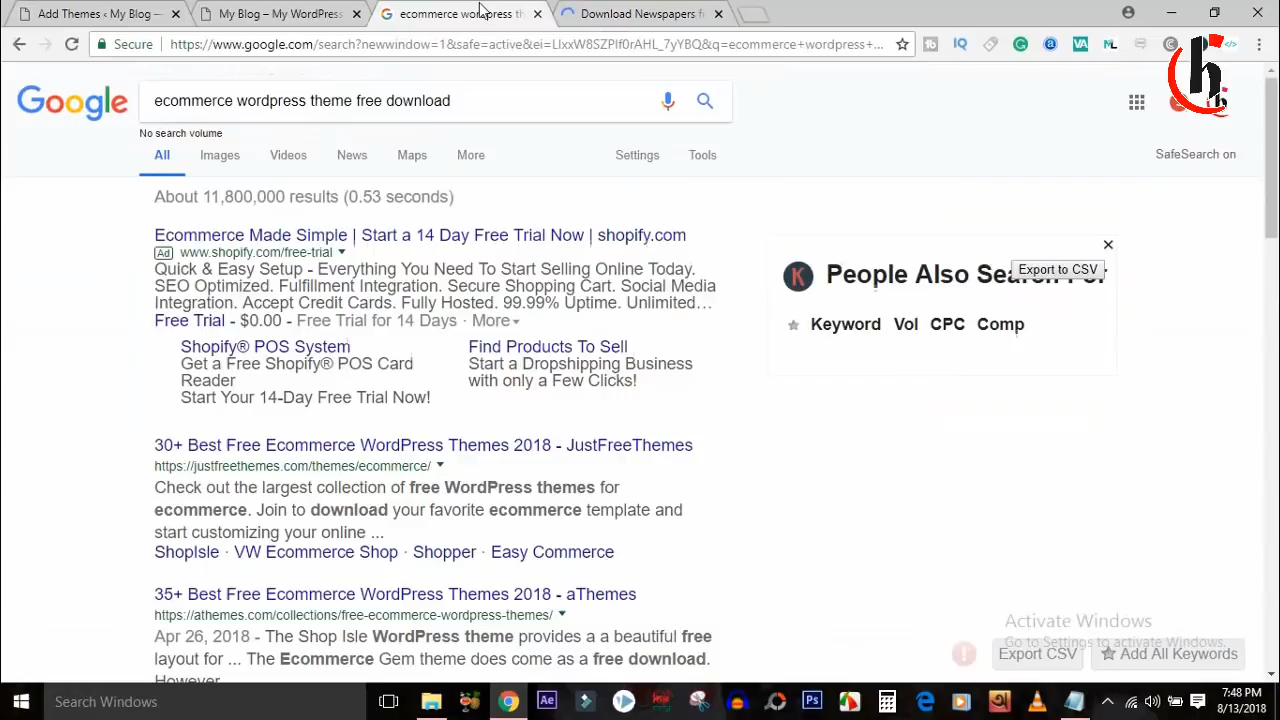 Add Themes ‹ My Blog —
My Blog – My WordPress
ecommerce wordpress th
Download Newspapers f
Secure
https://www.google.com/search?newwindow=1&safe=active&ei=
Google
ecommerce wordpress theme free download
No search volume
All Images Videos News Maps More Settings Tools
SafeSearch on
About 11,800,000 results (0.53 seconds)
Ecommerce Made Simple | Start a 14 Day Free Trial Now | shopify.com
Ad www.shopify.com/free-trial
Quick & Easy Setup - Everything You Need To Start Selling Online Today.
SEO Optimized. Fulfillment Integration. Secure Shopping Cart. Social Media
Integration. Accept Credit Cards. Fully Hosted. 99.99% Uptime. Unlimited…
Free Trial - $0.00 - Free Trial for 14 Days · More
Shopify® POS System
Get a Free Shopify® POS Card
Reader
Start Your 14-Day Free Trial Now!
Find Products To Sell
Start a Dropshipping Business
with only a Few Clicks!
30+ Best Free Ecommerce WordPress Themes 2018 - JustFreeThemes
https://justfreethemes.com/themes/ecommerce/
Check out the largest collection of free WordPress themes for
ecommerce. Join to download your favorite ecommerce template and
start customizing your online ...
ShopIsle · VW Ecommerce Shop · Shopper · Easy Commerce
35+ Best Free Ecommerce WordPress Themes 2018 - aThemes
https://athemes.com/collections/free-ecommerce-wordpress-themes/
Apr 26, 2018 - The Shop Isle WordPress theme provides a a beautiful free
layout for ... The Ecommerce Gem theme does come as a free download.
However
K People Also Search For
Export to CSV
Keyword Vol CPC Comp
Activate Windows
Go to Settings to activate Windows.
Export CSV
Add All Keywords
Search Windows
7:48 PM
8/13/2018